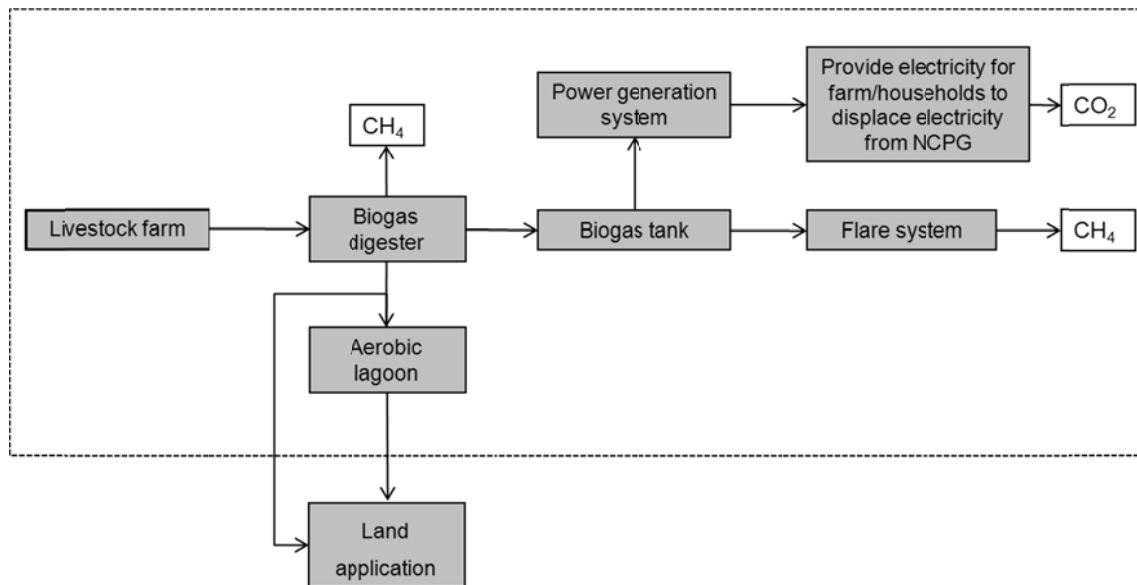 Provide electricity for
farm/households to
displace electricity
from NCPG
Power generation
system
CO₂
CH₄
Livestock farm
Biogas
digester
Biogas tank
Flare system
CH₄
Aerobic
lagoon
Land
application